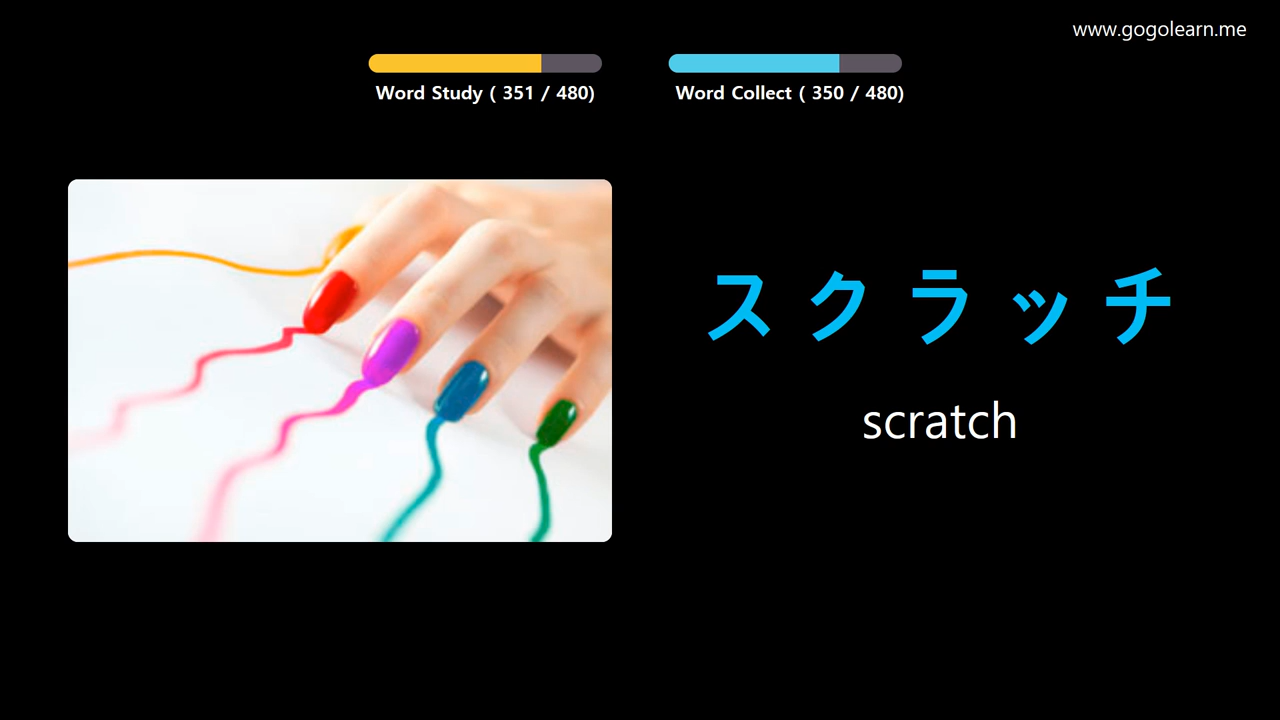 www.gogolearn.me
Word Study ( 351 / 480)
Word Collect ( 350 / 480)
スクラッチ
scratch